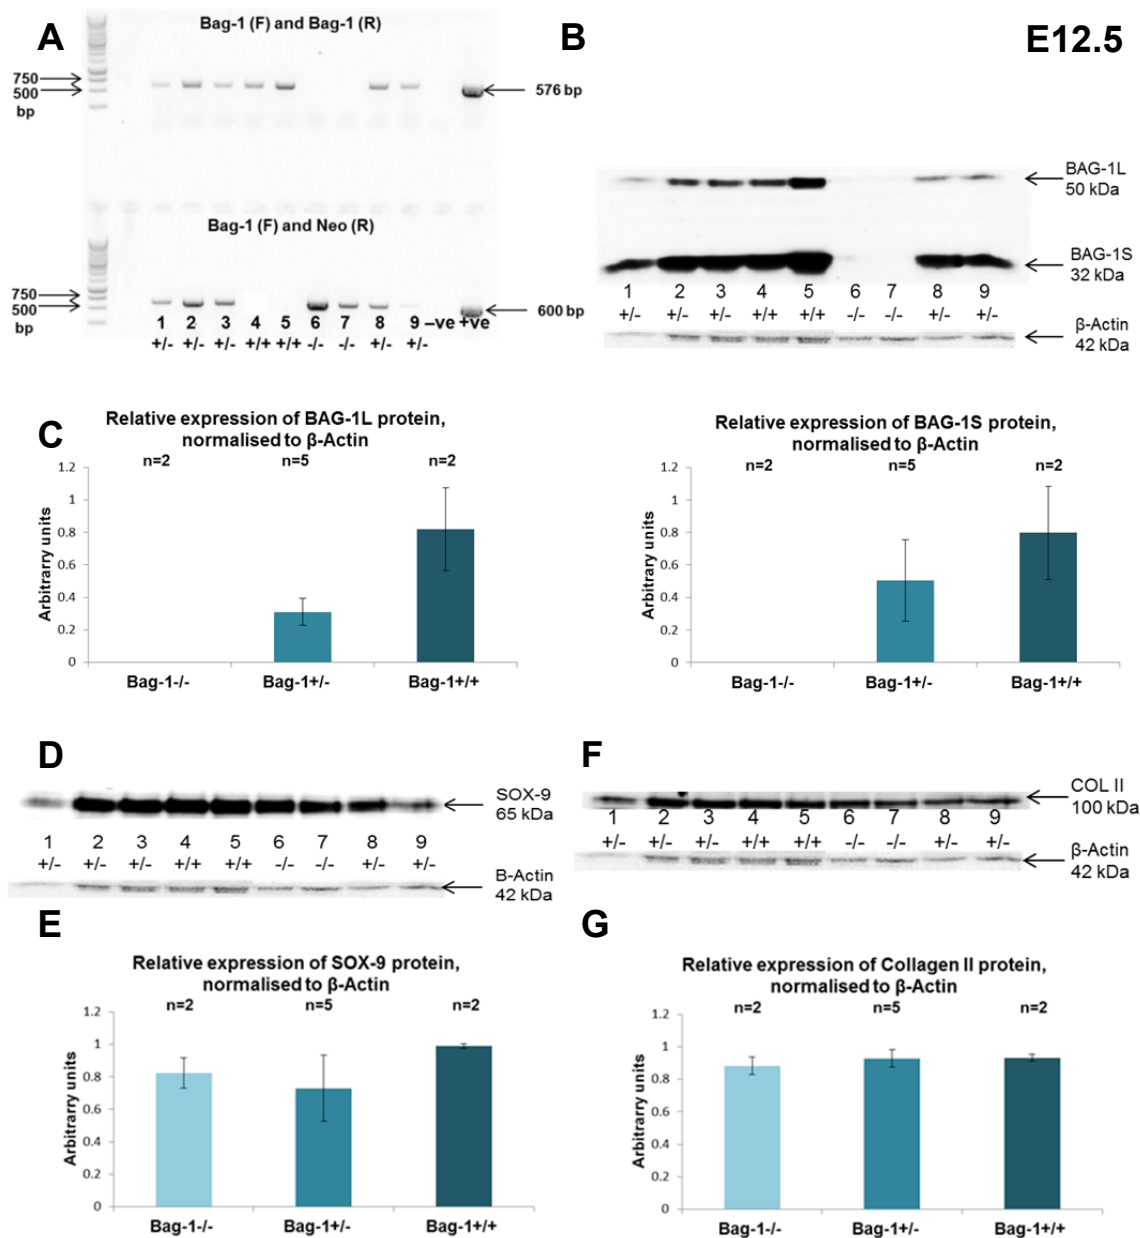 A
Bag-1 (F) and Bag-1 (R)
750
500
bp
576 bp
Bag-1 (F) and Neo (R)
750
500
bp
600 bp
1 2 3 4 5 6 7 8 9 –ve +ve
+/- +/- +/- +/+ +/+ -/- -/- +/- +/-
B
E12.5
BAG-1L
50 kDa
BAG-1S
32 kDa
1 2 3 4 5 6 7 8 9
+/- +/- +/- +/+ +/+ -/- -/- +/- +/-
β-Actin
42 kDa
C
Relative expression of BAG-1L protein,
normalised to β-Actin
n=2 n=5 n=2
Arbitrarry units
1.2
1
0.8
0.6
0.4
0.2
0
Bag-1-/- Bag-1+/- Bag-1+/+
Relative expression of BAG-1S protein,
normalised to β-Actin
n=2 n=5 n=2
Arbitrarry units
1.2
1
0.8
0.6
0.4
0.2
0
Bag-1-/- Bag-1+/- Bag-1+/+
D
SOX-9
65 kDa
1 2 3 4 5 6 7 8 9
+/- +/- +/- +/+ +/+ -/- -/- +/- +/-
B-Actin
42 kDa
F
COL II
100 kDa
1 2 3 4 5 6 7 8 9
+/- +/- +/- +/+ +/+ -/- -/- +/- +/-
β-Actin
42 kDa
E
Relative expression of SOX-9 protein,
normalised to β-Actin
n=2 n=5 n=2
Arbitrarry units
1.2
1
0.8
0.6
0.4
0.2
0
Bag-1-/- Bag-1+/- Bag-1+/+
G
Relative expression of Collagen II protein,
normalised to β-Actin
n=2 n=5 n=2
Arbitrarry units
1.2
1
0.8
0.6
0.4
0.2
0
Bag-1-/- Bag-1+/- Bag-1+/+